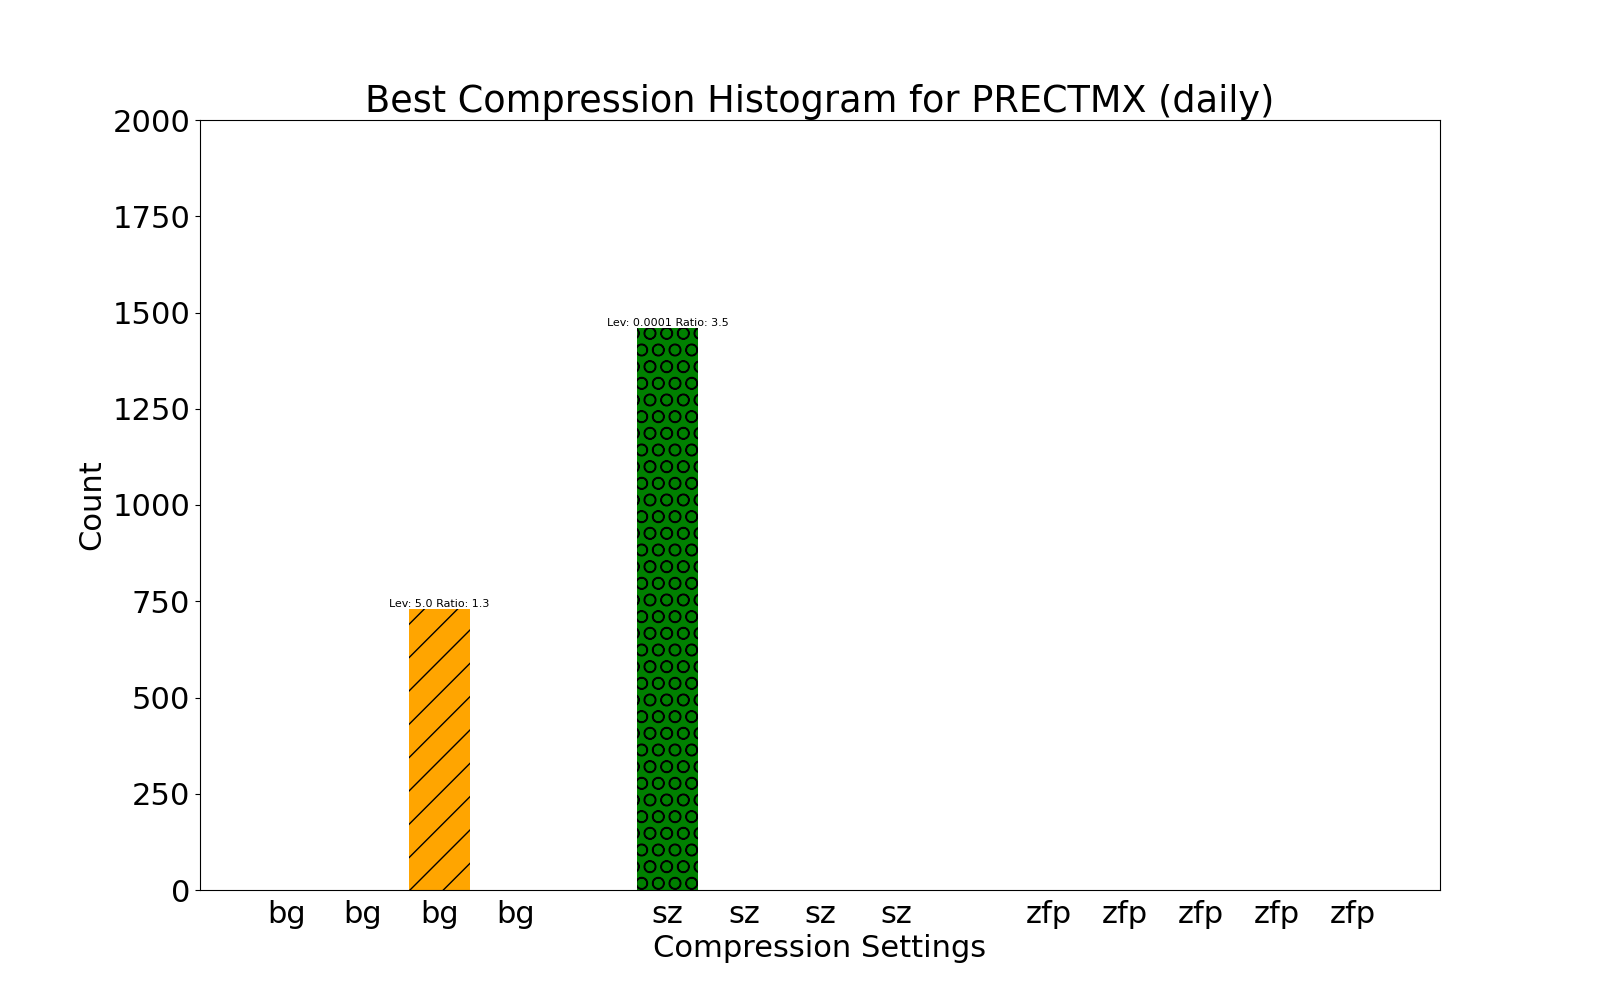 Best Compression Histogram for PRECTMX (daily)
2000
1750
1500
1250
1000
750
500
250
0
Count
Lev: 5.0 Ratio: 1.3
Lev: 0.0001 Ratio: 3.5
bg bg bg bg sz sz sz sz zfp zfp zfp zfp zfp
Compression Settings